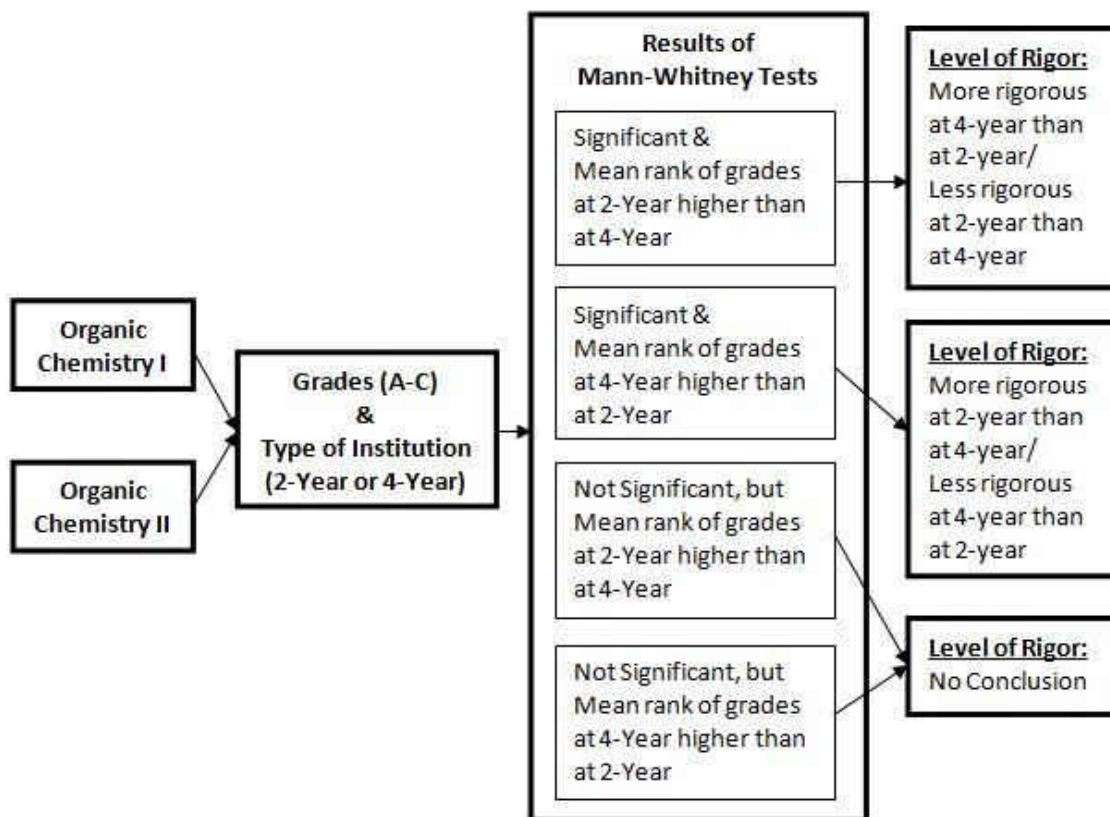 Organic
Chemistry I
Organic
Chemistry II
Grades (A-C)
&
Type of Institution
(2-Year or 4-Year)
Results of
Mann-Whitney Tests
Significant &
Mean rank of grades
at 2-Year higher than
at 4-Year
Significant &
Mean rank of grades
at 4-Year higher than
at 2-Year
Not Significant, but
Mean rank of grades
at 2-Year higher than
at 4-Year
Not Significant, but
Mean rank of grades
at 4-Year higher than
at 2-Year
Level of Rigor:
More rigorous
at 4-year than
at 2-year/
Less rigorous
at 2-year than
at 4-year
Level of Rigor:
More rigorous
at 2-year than
at 4-year/
Less rigorous
at 4-year than
at 2-year
Level of Rigor:
No Conclusion